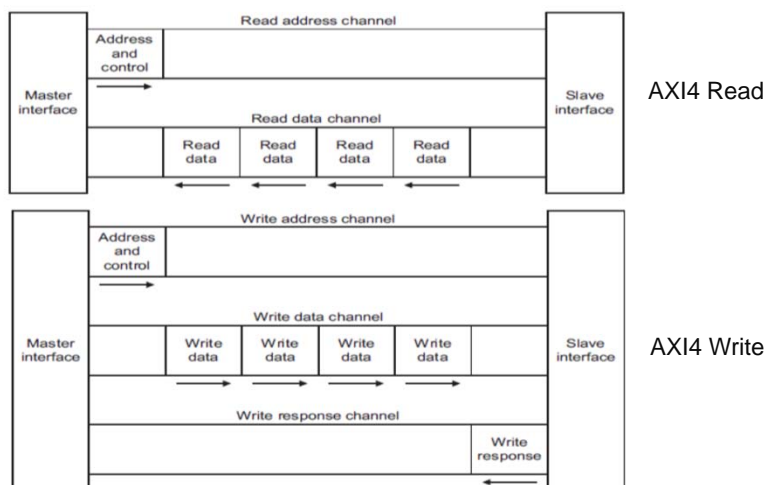 Read address channel
Address
and
control
Master
interface
Slave
interface
AXI4 Read
Read data channel
Read
data
Read
data
Read
data
Read
data
Write address channel
Address
and
control
Write data channel
Master
interface
Write
data
Write
data
Write
data
Write
data
Slave
interface
AXI4 Write
Write response channel
Write
response